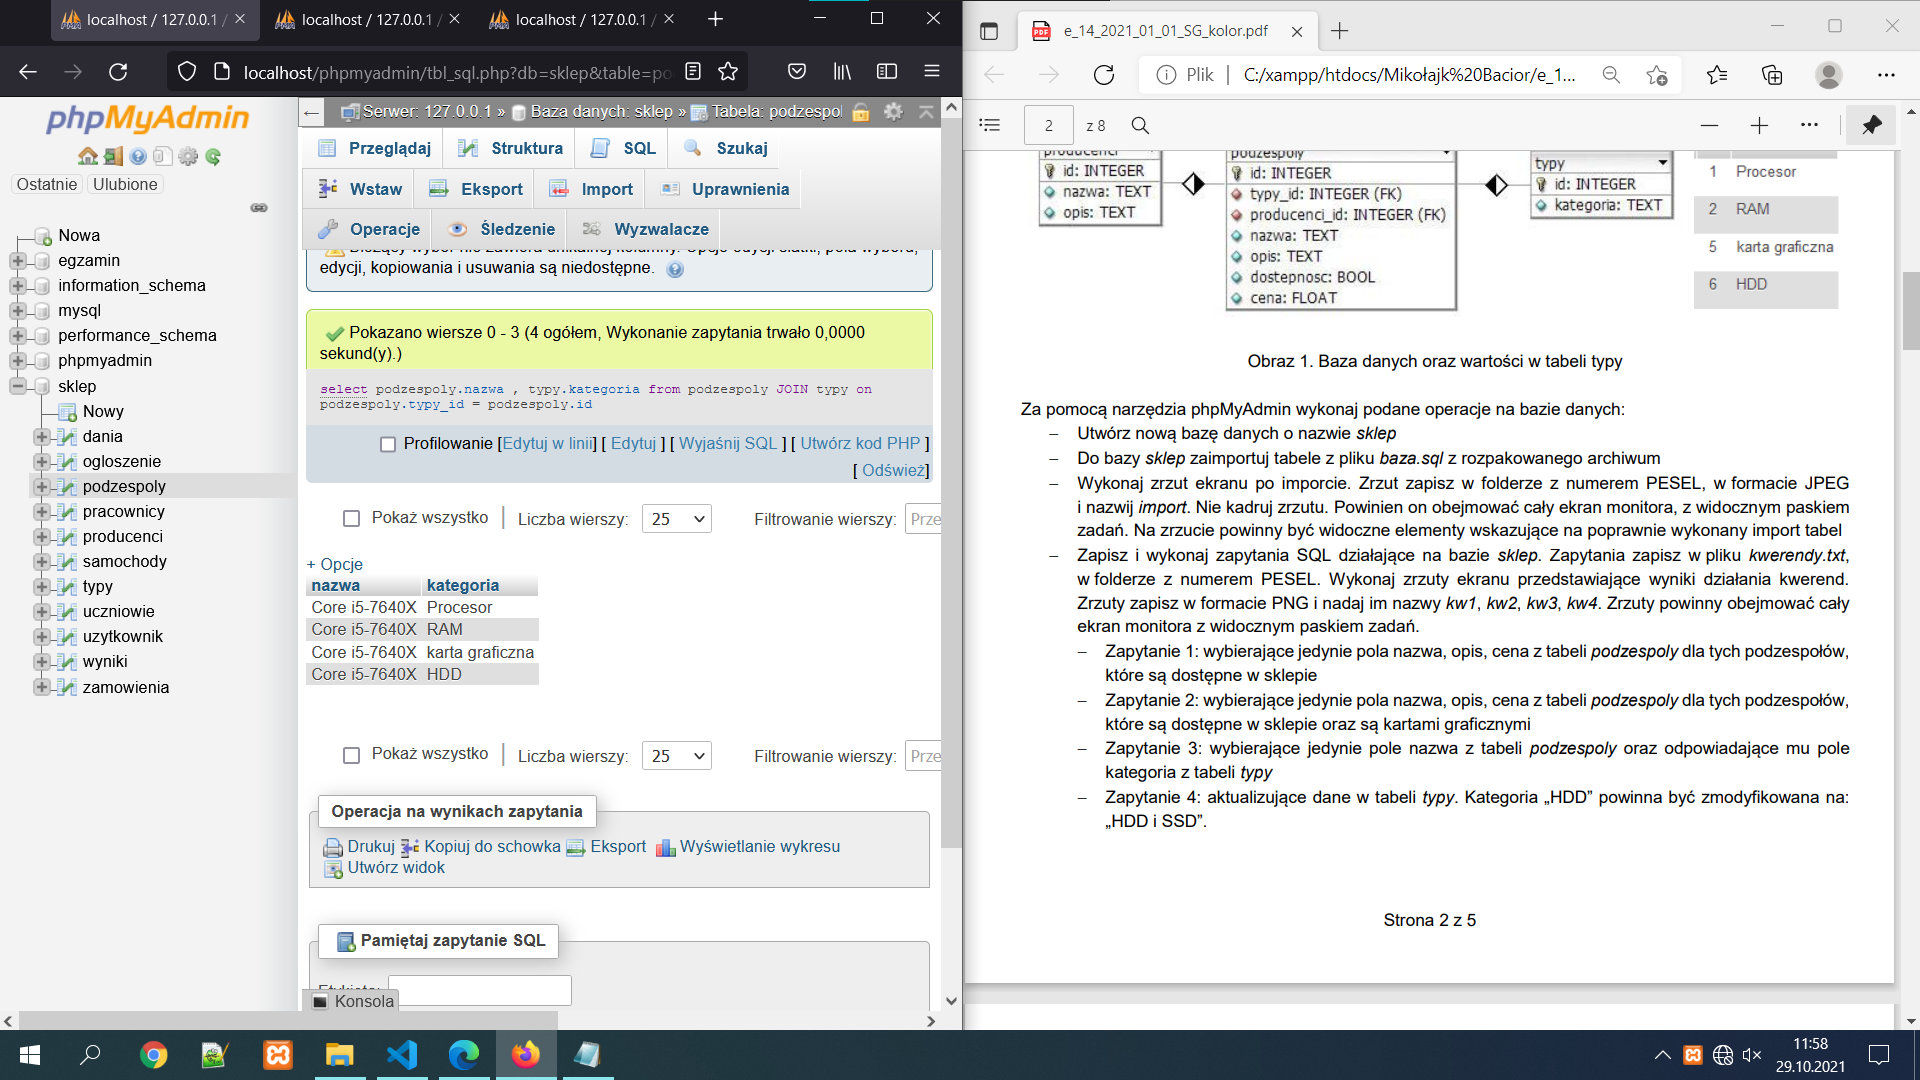 localhost / 127.0.0.1 /
localhost / 127.0.0.1 /
localhost / 127.0.0.1 /
localhost/phpmyadmin/tbl_sql.php?db=sklep&table=po
phpMyAdmin
Ostatnie Ulubione
Nowa
egzamin
information_schema
mysql
performance_schema
phpmyadmin
sklep
Nowy
dania
ogloszenie
podzespoly
pracownicy
producenci
samochody
typy
uczniowie
uzytkownik
wyniki
zamowienia
Serwer: 127.0.0.1 » Baza danych: sklep » Tabela: podzespol
Przeglądaj Struktura SQL Szukaj
Wstaw Eksport Import Uprawnienia
Operacje Śledzenie Wyzwalacze
Bieżący wybór nie zawiera unikalnej kolumny. Opcje edycji siatki, pola wyboru,
edycji, kopiowania i usuwania są niedostępne.
Pokazano wiersze 0 - 3 (4 ogółem, Wykonanie zapytania trwało 0,0000
sekund(y).)
select podzespoly.nazwa , typy.kategoria from podzespoly JOIN typy on
podzespoly.typy_id = podzespoly.id
Profilowanie [Edytuj w linii] [ Edytuj ] [ Wyjaśnij SQL ] [ Utwórz kod PHP ]
[ Odśwież]
Pokaż wszystko | Liczba wierszy: 25 Filtrowanie wierszy: Prze
+ Opcje
nazwa kategoria
Core i5-7640X Procesor
Core i5-7640X RAM
Core i5-7640X karta graficzna
Core i5-7640X HDD
Pokaż wszystko | Liczba wierszy: 25 Filtrowanie wierszy: Prze
Operacja na wynikach zapytania
Drukuj Kopiuj do schowka Eksport Wyświetlanie wykresu
Utwórz widok
Pamiętaj zapytanie SQL
Etykieta:
Konsola
e_14_2021_01_01_SG_kolor.pdf
Plik | C:/xampp/htdocs/Mikołajk%20Bacior/e_1...
2 z 8
producenci
id: INTEGER
nazwa: TEXT
opis: TEXT
podzespoly
id: INTEGER
typy_id: INTEGER (FK)
producenci_id: INTEGER (FK)
nazwa: TEXT
opis: TEXT
dostepnosc: BOOL
cena: FLOAT
typy
id: INTEGER
kategoria: TEXT
1 Procesor
2 RAM
5 karta graficzna
6 HDD
Obraz 1. Baza danych oraz wartości w tabeli typy
Za pomocą narzędzia phpMyAdmin wykonaj podane operacje na bazie danych:
– Utwórz nową bazę danych o nazwie sklep
– Do bazy sklep zaimportuj tabele z pliku baza.sql z rozpakowanego archiwum
– Wykonaj zrzut ekranu po imporcie. Zrzut zapisz w folderze z numerem PESEL, w formacie JPEG
i nazwij import. Nie kadruj zrzutu. Powinien on obejmować cały ekran monitora, z widocznym paskiem
zadań. Na zrzucie powinny być widoczne elementy wskazujące na poprawnie wykonany import tabel
– Zapisz i wykonaj zapytania SQL działające na bazie sklep. Zapytania zapisz w pliku kwerendy.txt,
w folderze z numerem PESEL. Wykonaj zrzuty ekranu przedstawiające wyniki działania kwerend.
Zrzuty zapisz w formacie PNG i nadaj im nazwy kw1, kw2, kw3, kw4. Zrzuty powinny obejmować cały
ekran monitora z widocznym paskiem zadań.
– Zapytanie 1: wybierające jedynie pola nazwa, opis, cena z tabeli podzespoly dla tych podzespołów,
które są dostępne w sklepie
– Zapytanie 2: wybierające jedynie pola nazwa, opis, cena z tabeli podzespoly dla tych podzespołów,
które są dostępne w sklepie oraz są kartami graficznymi
– Zapytanie 3: wybierające jedynie pole nazwa z tabeli podzespoly oraz odpowiadające mu pole
kategoria z tabeli typy
– Zapytanie 4: aktualizujące dane w tabeli typy. Kategoria „HDD” powinna być zmodyfikowana na:
„HDD i SSD”.
Strona 2 z 5
11:58
29.10.2021